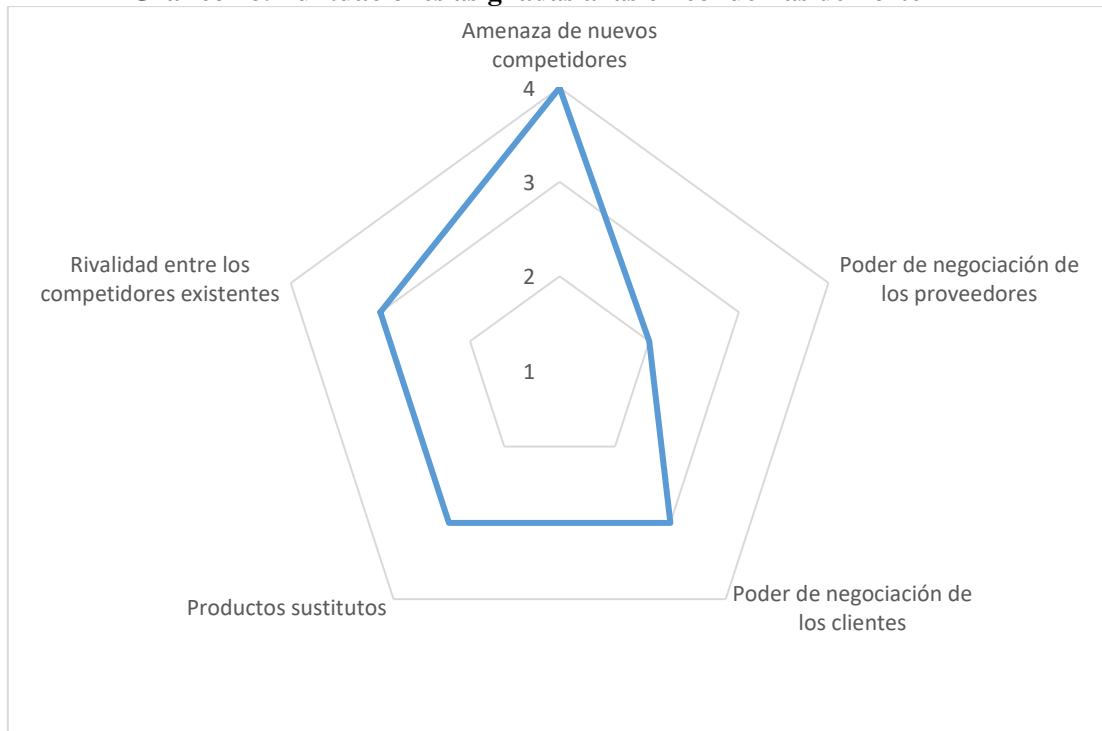 Amenaza de nuevos
competidores
4
3
2
1
Rivalidad entre los
competidores existentes
Poder de negociación de
los proveedores
Productos sustitutos
Poder de negociación de
los clientes